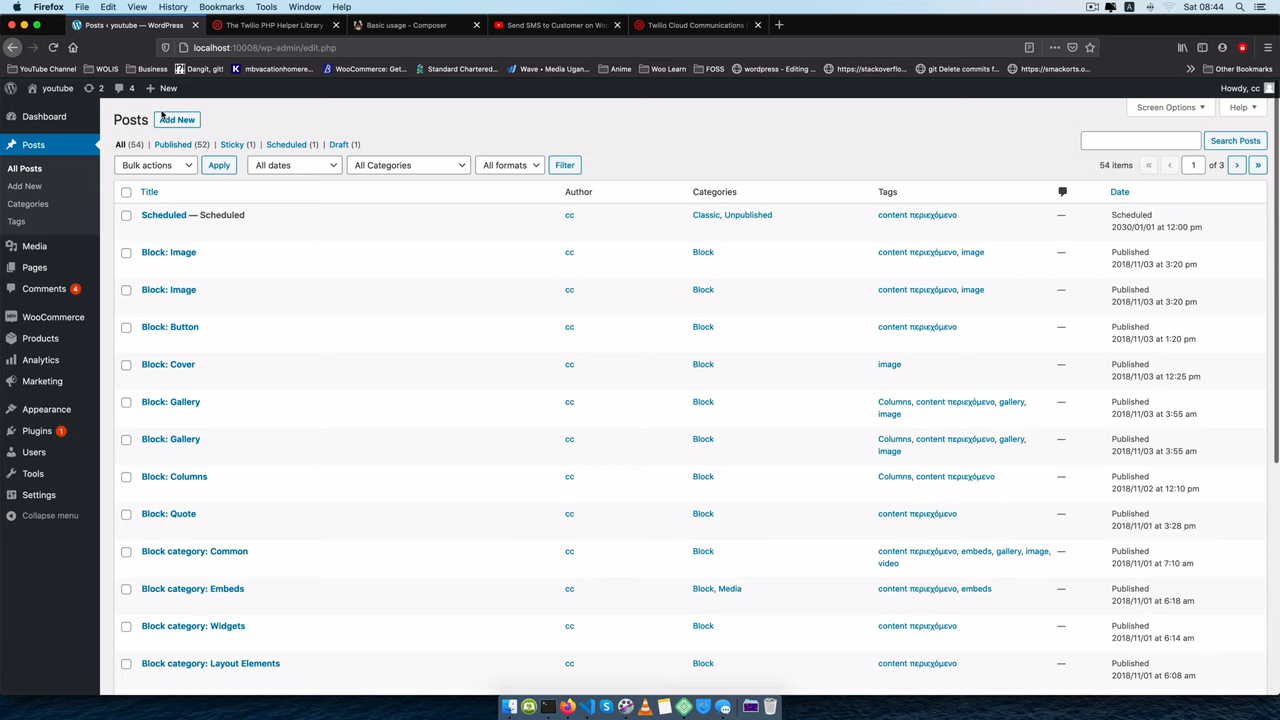 Firefox File Edit View History Bookmarks Tools Window Help Sat 08:44
Posts ‹ youtube — WordPress The Twilio PHP Helper Library Basic usage - Composer Send SMS to Customer on Wo Twilio Cloud Communications
localhost:10008/wp-admin/edit.php
YouTube Channel WOLIS Business Dangit, git! mbvacationhome... WooCommerce: Get... Standard Chartered... Wave • Media Ugan... Anime Woo Learn FOSS wordpress - Editing ... https://stackoverflo... git Delete commits f... https://smackorts.o... Other Bookmarks
youtube 2 4 New Howdy, cc
Dashboard
Posts
All Posts
Add New
Categories
Tags
Media
Pages
Comments 4
WooCommerce
Products
Analytics
Marketing
Appearance
Plugins 1
Users
Tools
Settings
Collapse menu
Screen Options Help
Posts Add New
All (54) | Published (52) | Sticky (1) | Scheduled (1) | Draft (1)
Search Posts
Bulk actions Apply All dates All Categories All formats Filter 54 items « ‹ 1 of 3 › »
Title Author Categories Tags Date
Scheduled — Scheduled cc Classic, Unpublished content περιεχόμενο — Scheduled
2030/01/01 at 12:00 pm
Block: Image cc Block content περιεχόμενο, image — Published
2018/11/03 at 3:20 pm
Block: Image cc Block content περιεχόμενο, image — Published
2018/11/03 at 3:20 pm
Block: Button cc Block content περιεχόμενο — Published
2018/11/03 at 1:20 pm
Block: Cover cc Block image — Published
2018/11/03 at 12:25 pm
Block: Gallery cc Block Columns, content περιεχόμενο, gallery, — Published
image 2018/11/03 at 3:55 am
Block: Gallery cc Block Columns, content περιεχόμενο, gallery, — Published
image 2018/11/03 at 3:55 am
Block: Columns cc Block Columns, content περιεχόμενο — Published
2018/11/02 at 12:10 pm
Block: Quote cc Block content περιεχόμενο — Published
2018/11/01 at 3:28 pm
Block category: Common cc Block content περιεχόμενο, embeds, gallery, image, — Published
video 2018/11/01 at 7:10 am
Block category: Embeds cc Block, Media content περιεχόμενο, embeds — Published
2018/11/01 at 6:18 am
Block category: Widgets cc Block content περιεχόμενο — Published
2018/11/01 at 6:14 am
Block category: Layout Elements cc Block content περιεχόμενο — Published
2018/11/01 at 6:08 am